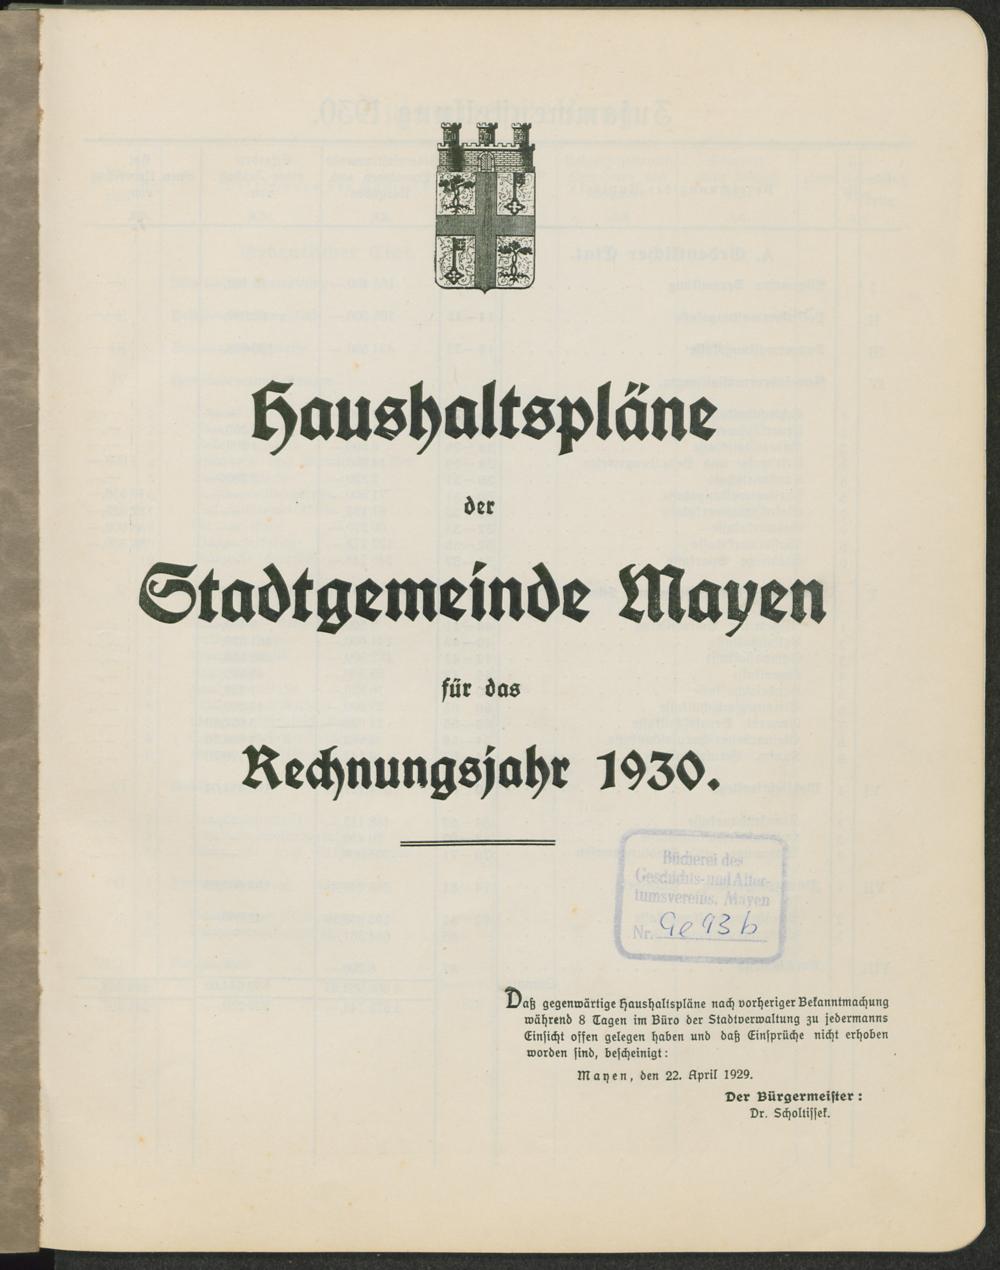 Haushaltspläne
der
Stadtgemeinde Mayen
für das
Rechnungsjahr 1930.
Bücherei des
Geschichts- und Alter-
tumsvereins, Mayen
Nr. Ge 93 b
Daß gegenwärtige Haushaltspläne nach vorheriger Bekanntmachung
während 8 Tagen im Büro der Stadtverwaltung zu jedermanns
Einsicht offen gelegen haben und daß Einsprüche nicht erhoben
worden sind, bescheinigt:
Mayen, den 22. April 1929.
Der Bürgermeister:
Dr. Scholtissek.